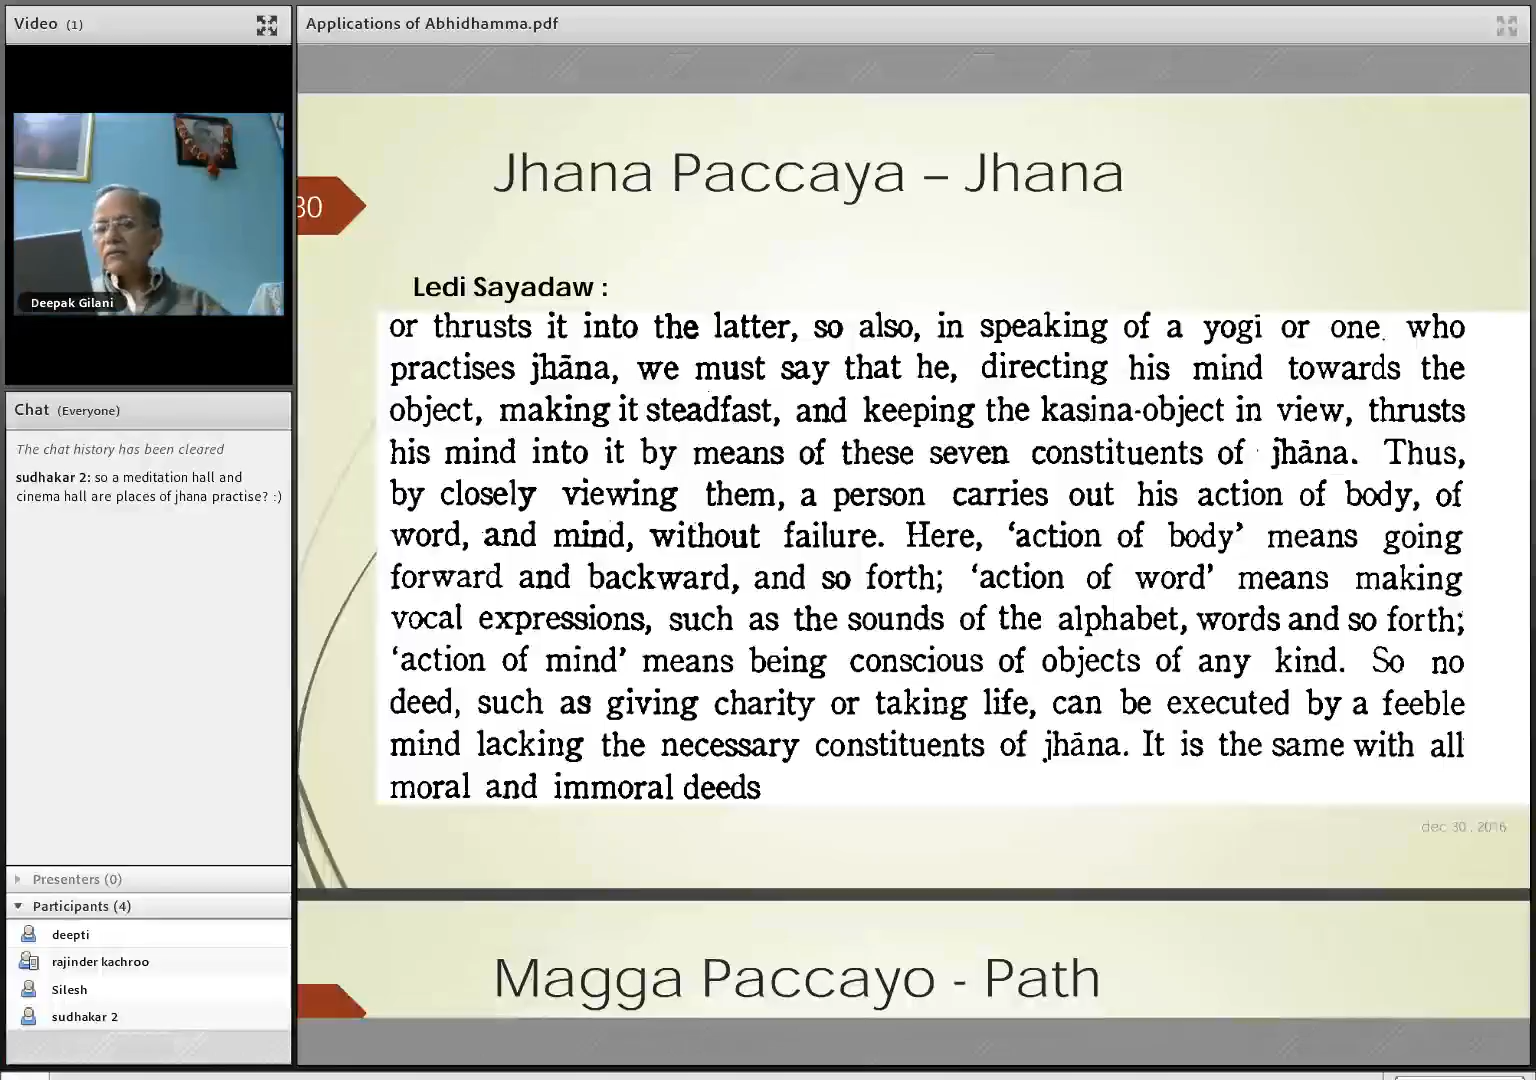 Video (1)
Applications of Abhidhamma.pdf
Deepak Gilani
Chat (Everyone)
The chat history has been cleared
sudhakar 2: so a meditation hall and
cinema hall are places of jhana practise? :)
Presenters (0)
Participants (4)
deepti
rajinder kachroo
Silesh
sudhakar 2
Jhana Paccaya – Jhana
30
Ledi Sayadaw :
or thrusts it into the latter, so also, in speaking of a yogi or one who
practises jhāna, we must say that he, directing his mind towards the
object, making it steadfast, and keeping the kasina-object in view, thrusts
his mind into it by means of these seven constituents of jhāna. Thus,
by closely viewing them, a person carries out his action of body, of
word, and mind, without failure. Here, ‘action of body’ means going
forward and backward, and so forth; ‘action of word’ means making
vocal expressions, such as the sounds of the alphabet, words and so forth;
‘action of mind’ means being conscious of objects of any kind. So no
deed, such as giving charity or taking life, can be executed by a feeble
mind lacking the necessary constituents of jhāna. It is the same with all
moral and immoral deeds
dec 30 , 2016
Magga Paccayo - Path